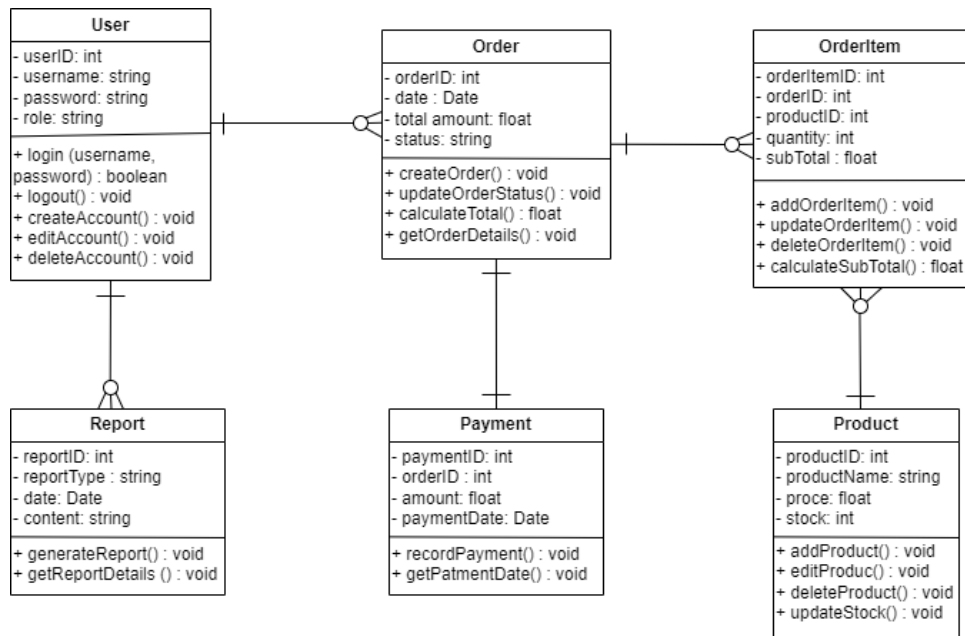 User
- userID: int
- username: string
- password: string
- role: string
+ login (username,
password) : boolean
+ logout() : void
+ createAccount() : void
+ editAccount() : void
+ deleteAccount() : void
Order
- orderID: int
- date : Date
- total amount: float
- status: string
+ createOrder() : void
+ updateOrderStatus() : void
+ calculateTotal() : float
+ getOrderDetails() : void
OrderItem
- orderItemID: int
- orderID: int
- productID: int
- quantity: int
- subTotal : float
+ addOrderItem() : void
+ updateOrderItem() : void
+ deleteOrderItem() : void
+ calculateSubTotal() : float
Report
- reportID: int
- reportType : string
- date: Date
- content: string
+ generateReport() : void
+ getReportDetails () : void
Payment
- paymentID: int
- orderID : int
- amount: float
- paymentDate: Date
+ recordPayment() : void
+ getPatmentDate() : void
Product
- productID: int
- productName: string
- proce: float
- stock: int
+ addProduct() : void
+ editProduc() : void
+ deleteProduct() : void
+ updateStock() : void